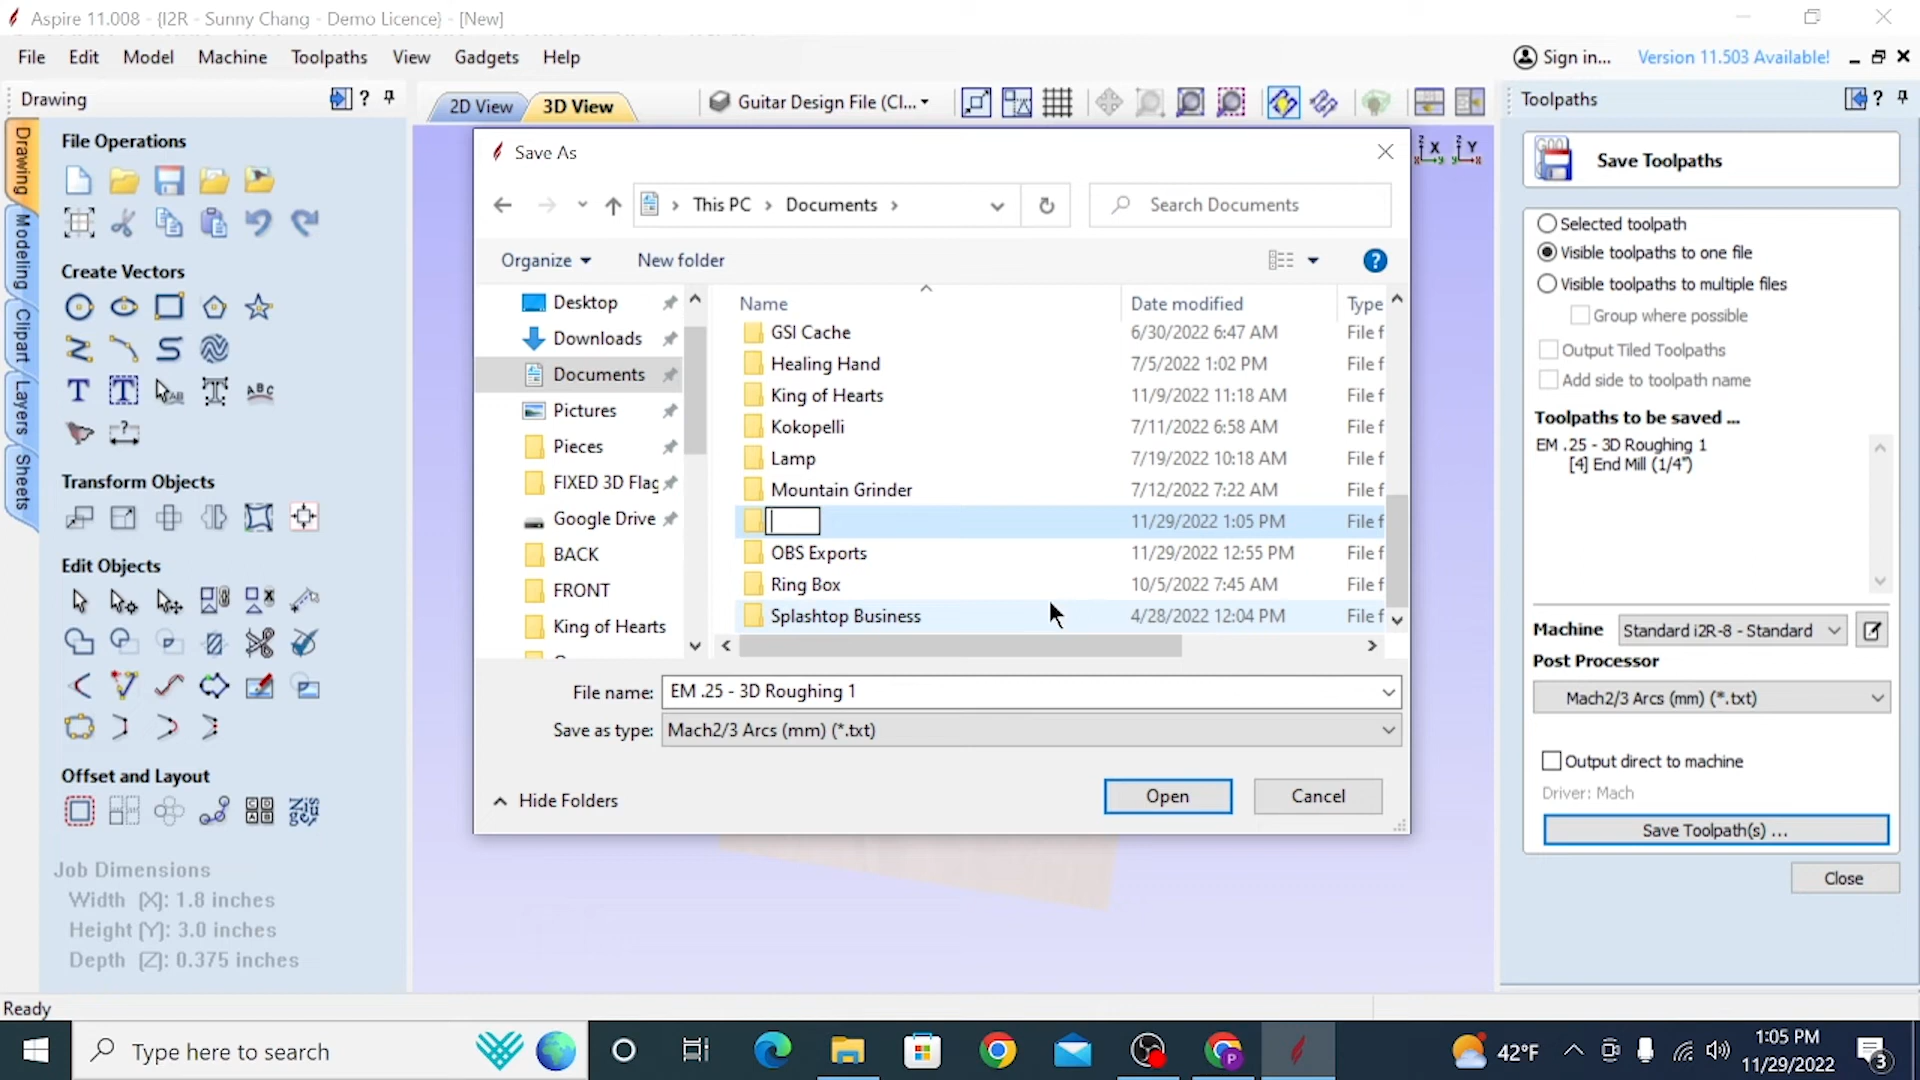 Aspire 11.008 - {I2R - Sunny Chang - Demo Licence} - [New]
File Edit Model Machine Toolpaths View Gadgets Help
Sign in... Version 11.503 Available!
Drawing
2D View 3D View
Guitar Design File (Cl...
Toolpaths
Drawing
Modeling
Clipart
Layers
Sheets
File Operations
Create Vectors
Transform Objects
Edit Objects
Offset and Layout
Job Dimensions
Width (X): 1.8 inches
Height (Y): 3.0 inches
Depth (Z): 0.375 inches
Save As
This PC > Documents >
Search Documents
Organize New folder
Desktop
Downloads
Documents
Pictures
Pieces
FIXED 3D Flag
Google Drive
BACK
FRONT
King of Hearts
Name Date modified Type
GSI Cache 6/30/2022 6:47 AM File f
Healing Hand 7/5/2022 1:02 PM File f
King of Hearts 11/9/2022 11:18 AM File f
Kokopelli 7/11/2022 6:58 AM File f
Lamp 7/19/2022 10:18 AM File f
Mountain Grinder 7/12/2022 7:22 AM File f
11/29/2022 1:05 PM File f
OBS Exports 11/29/2022 12:55 PM File f
Ring Box 10/5/2022 7:45 AM File f
Splashtop Business 4/28/2022 12:04 PM File f
File name: EM .25 - 3D Roughing 1
Save as type: Mach2/3 Arcs (mm) (*.txt)
Hide Folders
Open Cancel
Save Toolpaths
Selected toolpath
Visible toolpaths to one file
Visible toolpaths to multiple files
Group where possible
Output Tiled Toolpaths
Add side to toolpath name
Toolpaths to be saved ...
EM .25 - 3D Roughing 1
[4] End Mill (1/4")
Machine Standard i2R-8 - Standard
Post Processor
Mach2/3 Arcs (mm) (*.txt)
Output direct to machine
Driver: Mach
Save Toolpath(s) ...
Close
Ready
Type here to search
42°F
1:05 PM
11/29/2022
3